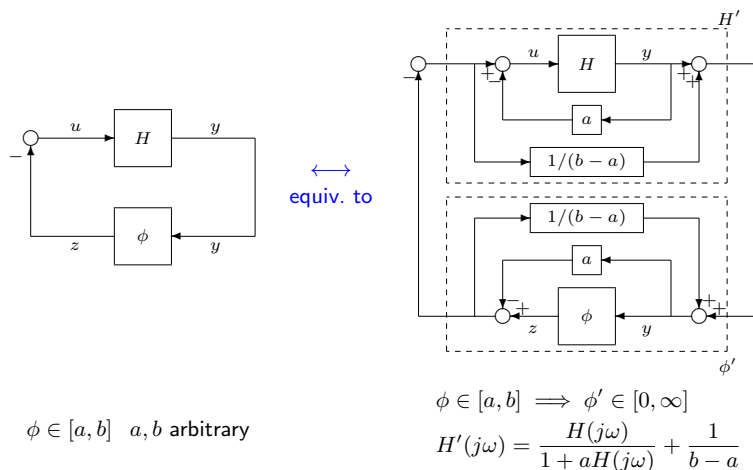 u
H
y
−
←→
equiv. to
z
ϕ
y
ϕ ∈ [a, b] a, b arbitrary
H′
−
+
−
u
H
y
+
+
a
1/(b − a)
1/(b − a)
a
−
+
z
ϕ
y
+
+
ϕ′
ϕ ∈ [a, b] ⟹ ϕ′ ∈ [0, ∞]
H′(jω) = H(jω) / (1 + aH(jω)) + 1 / (b − a)